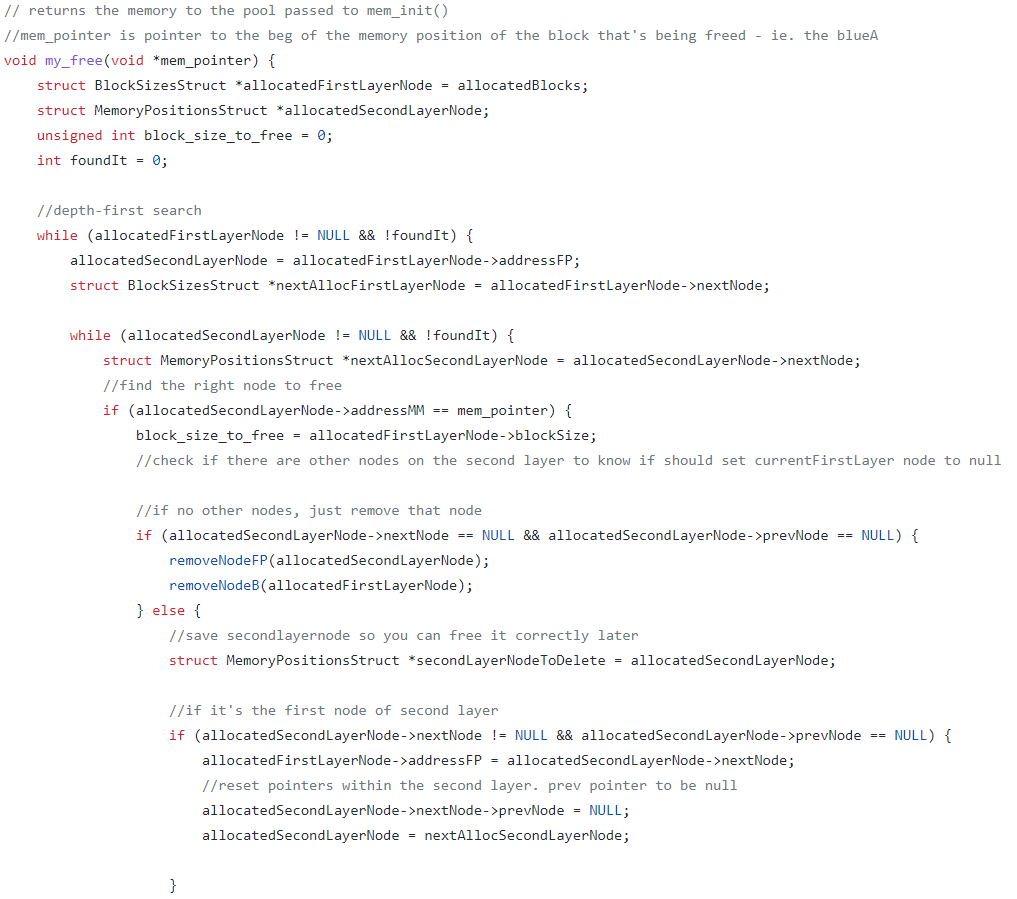 // returns the memory to the pool passed to mem_init()
//mem_pointer is pointer to the beg of the memory position of the block that's being freed - ie. the blueA
void my_free(void *mem_pointer) {
    struct BlockSizesStruct *allocatedFirstLayerNode = allocatedBlocks;
    struct MemoryPositionsStruct *allocatedSecondLayerNode;
    unsigned int block_size_to_free = 0;
    int foundIt = 0;

    //depth-first search
    while (allocatedFirstLayerNode != NULL && !foundIt) {
        allocatedSecondLayerNode = allocatedFirstLayerNode->addressFP;
        struct BlockSizesStruct *nextAllocFirstLayerNode = allocatedFirstLayerNode->nextNode;

        while (allocatedSecondLayerNode != NULL && !foundIt) {
            struct MemoryPositionsStruct *nextAllocSecondLayerNode = allocatedSecondLayerNode->nextNode;
            //find the right node to free
            if (allocatedSecondLayerNode->addressMM == mem_pointer) {
                block_size_to_free = allocatedFirstLayerNode->blockSize;
                //check if there are other nodes on the second layer to know if should set currentFirstLayer node to null

                //if no other nodes, just remove that node
                if (allocatedSecondLayerNode->nextNode == NULL && allocatedSecondLayerNode->prevNode == NULL) {
                    removeNodeFP(allocatedSecondLayerNode);
                    removeNodeB(allocatedFirstLayerNode);
                } else {
                    //save secondlayernode so you can free it correctly later
                    struct MemoryPositionsStruct *secondLayerNodeToDelete = allocatedSecondLayerNode;

                    //if it's the first node of second layer
                    if (allocatedSecondLayerNode->nextNode != NULL && allocatedSecondLayerNode->prevNode == NULL) {
                        allocatedFirstLayerNode->addressFP = allocatedSecondLayerNode->nextNode;
                        //reset pointers within the second layer. prev pointer to be null
                        allocatedSecondLayerNode->nextNode->prevNode = NULL;
                        allocatedSecondLayerNode = nextAllocSecondLayerNode;

                    }